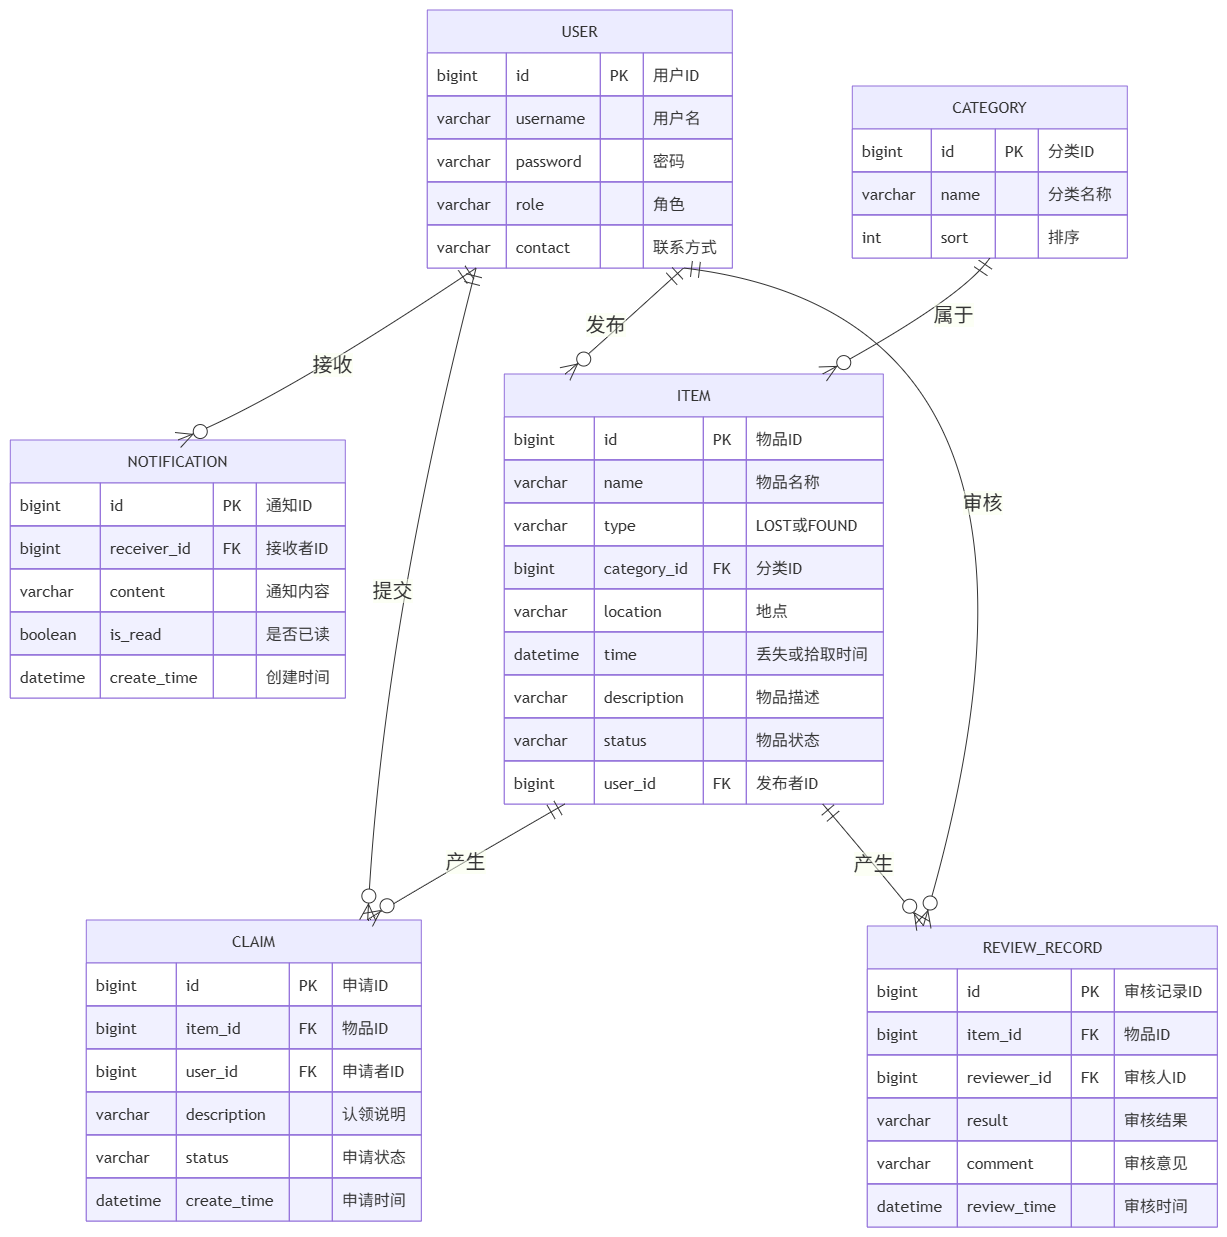 USER
bigint id PK 用户ID
varchar username 用户名
varchar password 密码
varchar role 角色
varchar contact 联系方式
CATEGORY
bigint id PK 分类ID
varchar name 分类名称
int sort 排序
接收
发布
属于
提交
审核
NOTIFICATION
bigint id PK 通知ID
bigint receiver_id FK 接收者ID
varchar content 通知内容
boolean is_read 是否已读
datetime create_time 创建时间
ITEM
bigint id PK 物品ID
varchar name 物品名称
varchar type LOST或FOUND
bigint category_id FK 分类ID
varchar location 地点
datetime time 丢失或拾取时间
varchar description 物品描述
varchar status 物品状态
bigint user_id FK 发布者ID
产生
产生
CLAIM
bigint id PK 申请ID
bigint item_id FK 物品ID
bigint user_id FK 申请者ID
varchar description 认领说明
varchar status 申请状态
datetime create_time 申请时间
REVIEW_RECORD
bigint id PK 审核记录ID
bigint item_id FK 物品ID
bigint reviewer_id FK 审核人ID
varchar result 审核结果
varchar comment 审核意见
datetime review_time 审核时间